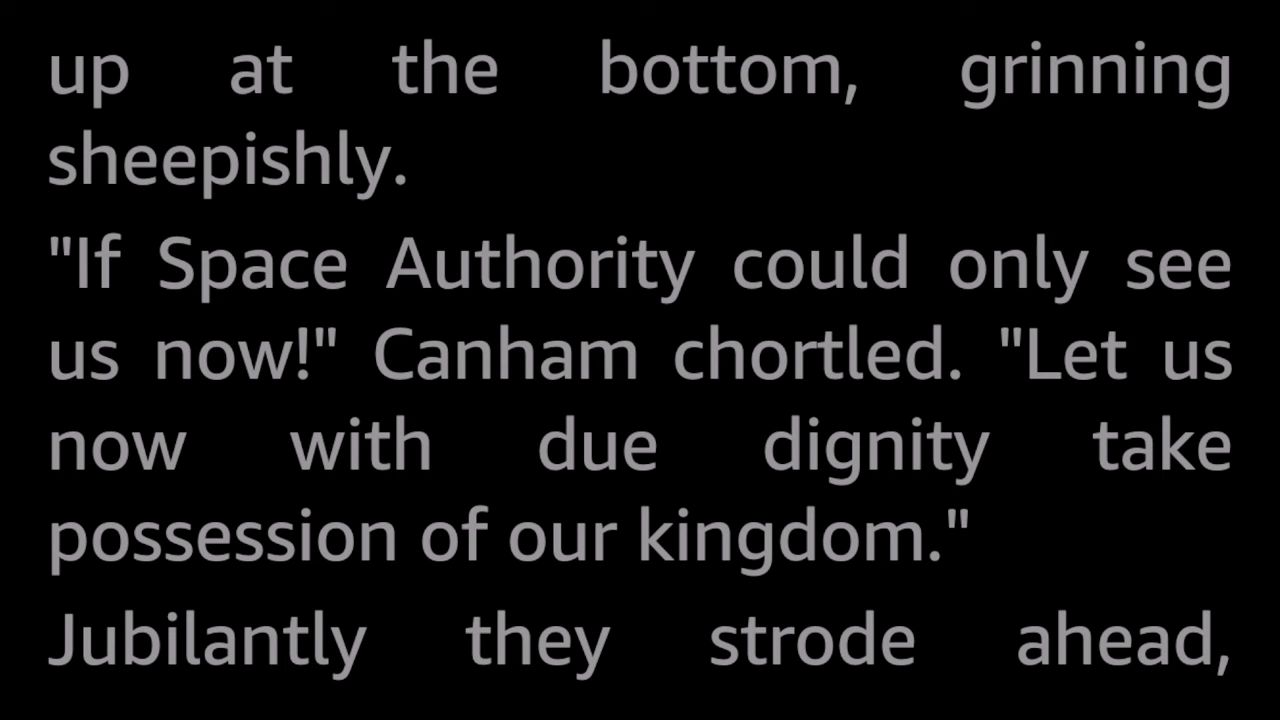 up at the bottom, grinning
sheepishly.
"If Space Authority could only see
us now!" Canham chortled. "Let us
now with due dignity take
possession of our kingdom."
Jubilantly they strode ahead,